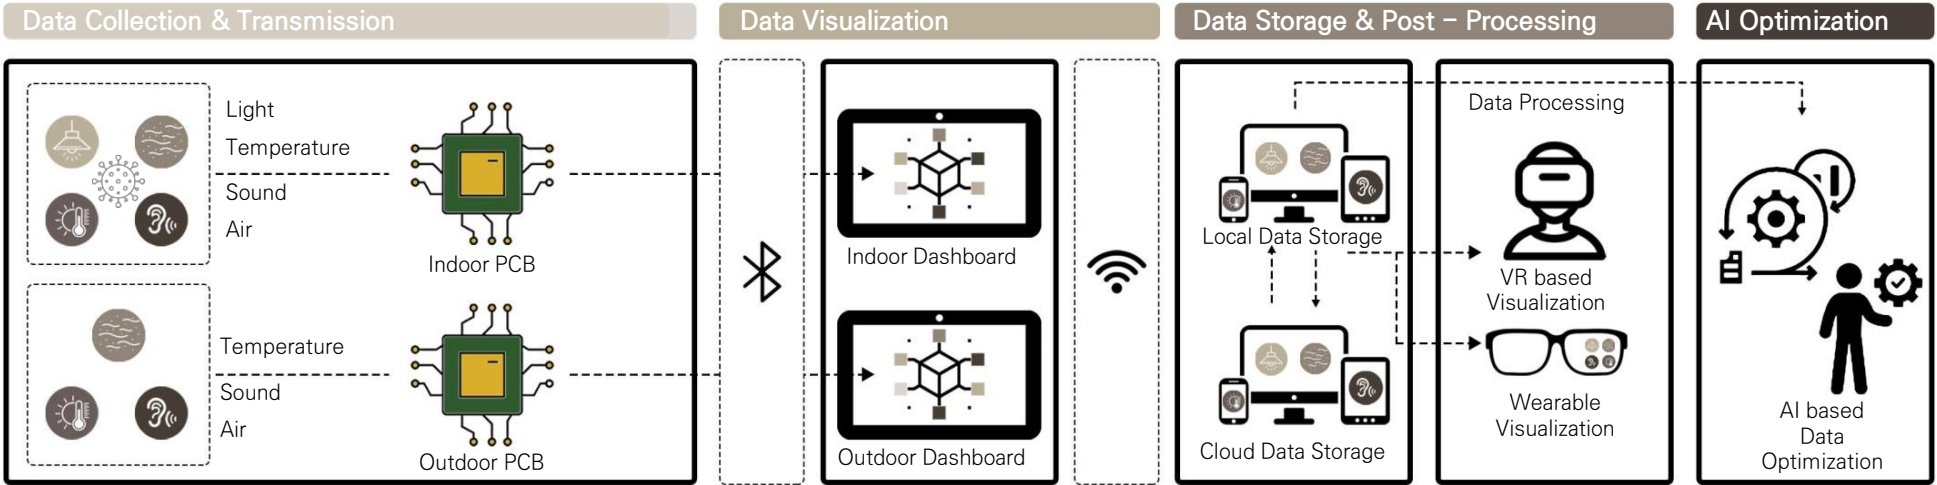 Data Collection & Transmission
Data Visualization
Data Storage & Post – Processing
AI Optimization
Light
Temperature
Sound
Air
Indoor PCB
Temperature
Sound
Air
Outdoor PCB
Indoor Dashboard
Outdoor Dashboard
Local Data Storage
Cloud Data Storage
Data Processing
VR based
Visualization
Wearable
Visualization
AI based
Data
Optimization